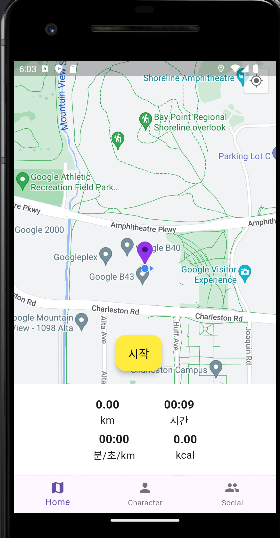 6:03
Mountain View S
Shoreline Amphitheatre
Bay Point Regional
Shoreline overlook
Parking Lot C
Google Athletic
Recreation Field Park...
Amphitheatre Pkwy
Amphith
e Pkwy
Google 2000
Google B40
Googleplex
Google B43
Google Visitor
Experience
Charleston Rd
n Rd
Google Mountain
View - 1098 Alta
Alta Ave
Huff Ave
Joaquin Rd
Charleston Campus
시작
0.00
km
00:09
시간
00:00
분/초/km
0.00
kcal
Home
Character
Social